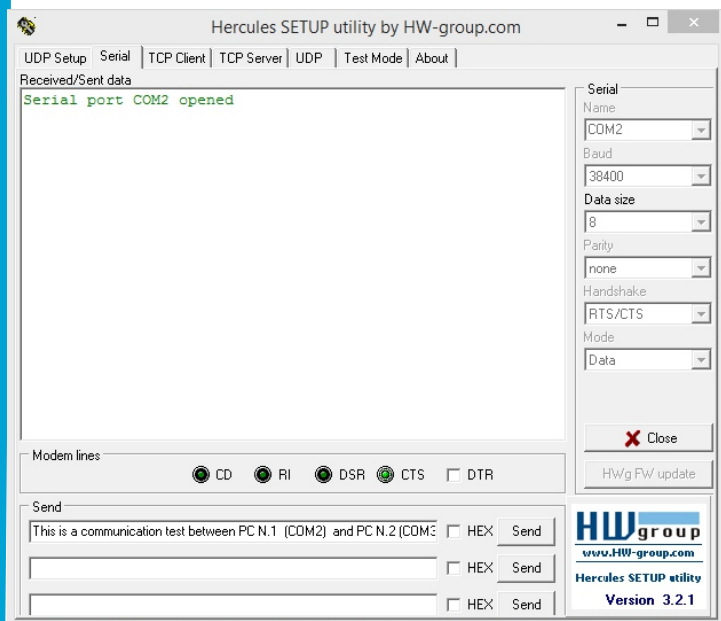 Hercules SETUP utility by HW-group.com
UDP Setup Serial TCP Client TCP Server UDP Test Mode About
Received/Sent data
Serial port COM2 opened
Serial
Name
COM2
Baud
38400
Data size
8
Parity
none
Handshake
RTS/CTS
Mode
Data
Close
HWg FW update
Modem lines
CD RI DSR CTS DTR
Send
This is a communication test between PC N.1 (COM2) and PC N.2 (COM3 HEX Send
HEX Send
HEX Send
HWgroup
www.HW-group.com
Hercules SETUP utility
Version 3.2.1